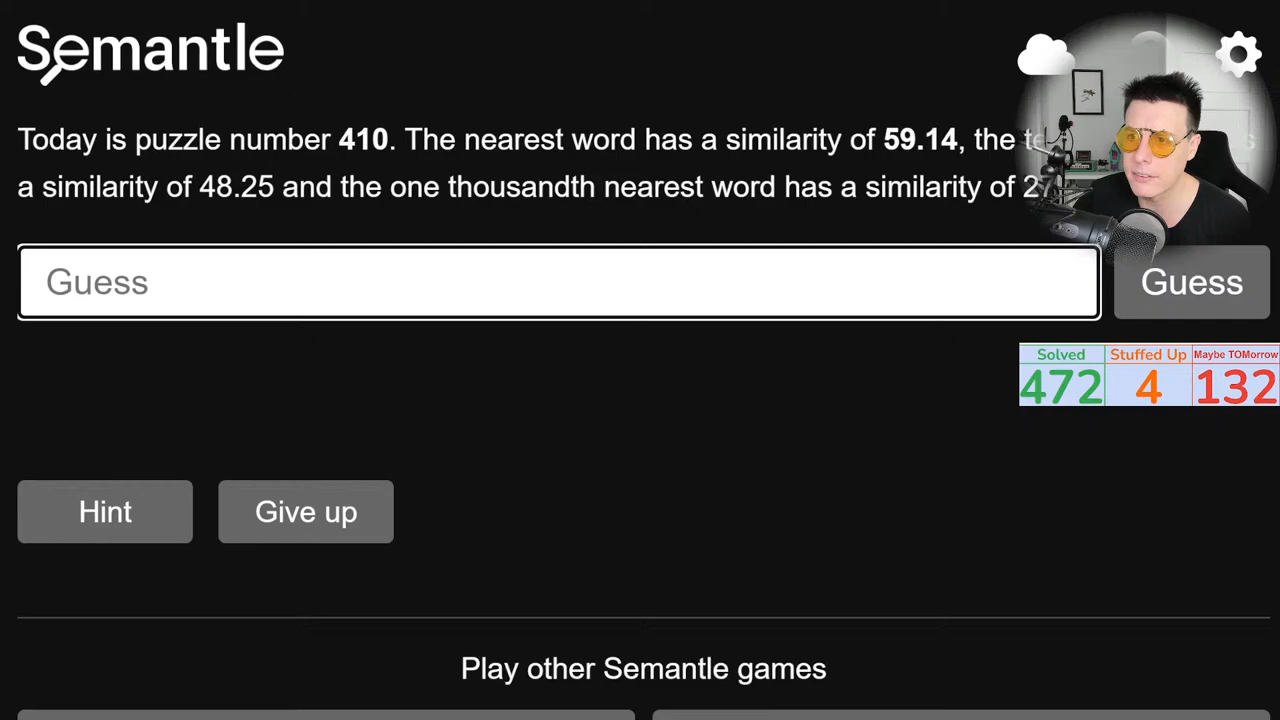 Semantle
Today is puzzle number 410. The nearest word has a similarity of 59.14, the
a similarity of 48.25 and the one thousandth nearest word has a similarity of
Guess
Guess
Solved
Stuffed Up
Maybe TOMorrow
472
4
132
Hint
Give up
Play other Semantle games